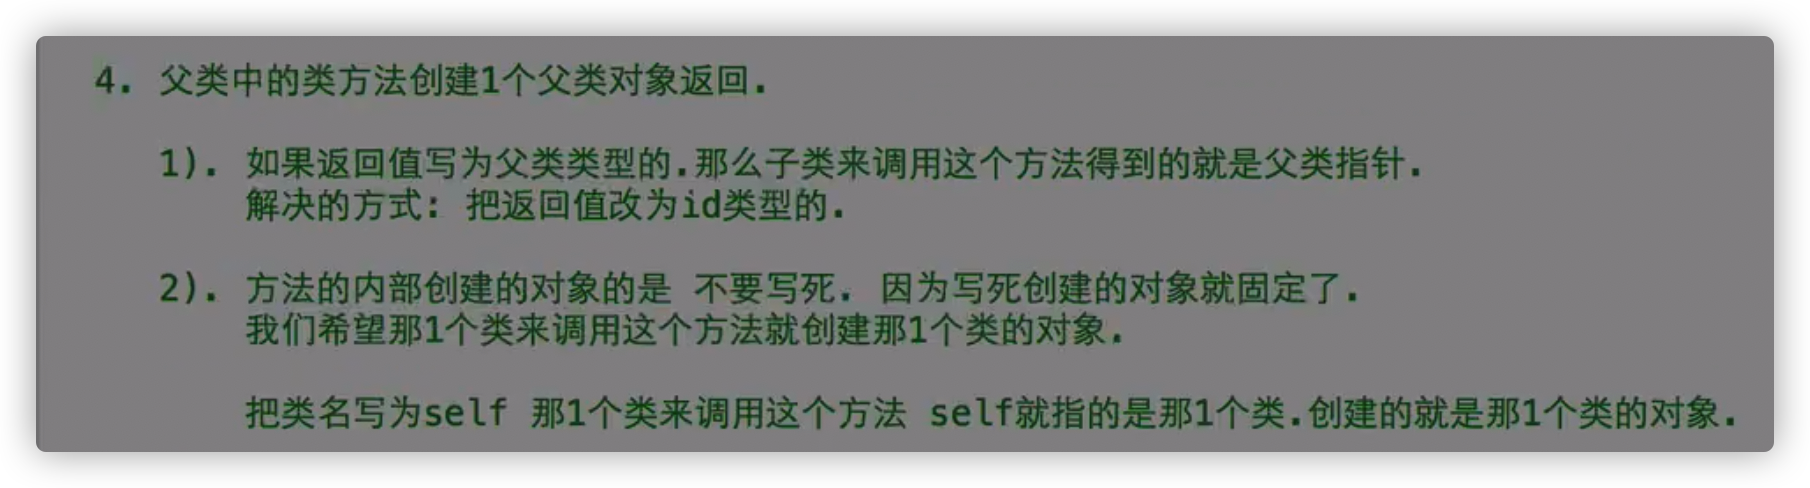 4. 父类中的类方法创建1个父类对象返回.
1). 如果返回值写为父类类型的.那么子类来调用这个方法得到的就是父类指针.
解决的方式: 把返回值改为id类型的.
2). 方法的内部创建的对象的是 不要写死. 因为写死创建的对象就固定了.
我们希望那1个类来调用这个方法就创建那1个类的对象.
把类名写为self 那1个类来调用这个方法 self就指的是那1个类.创建的就是那1个类的对象.